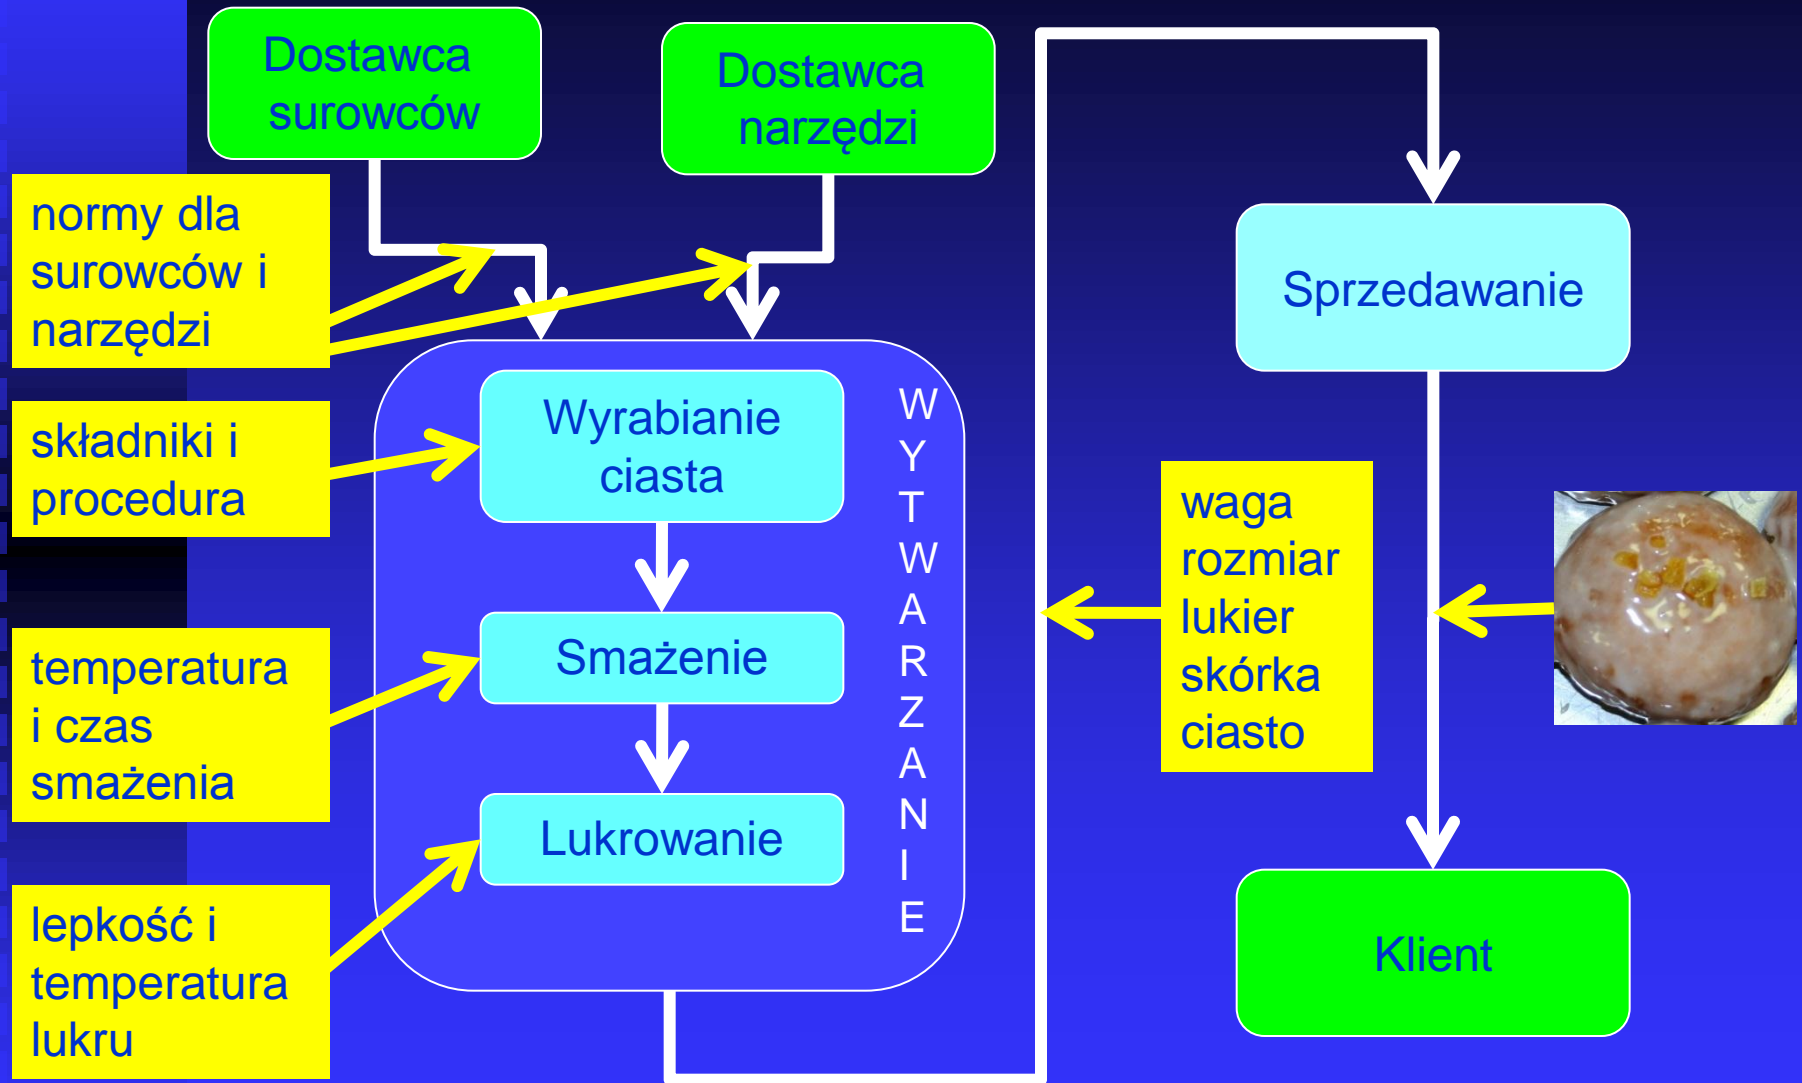 Dostawca
surowców
Dostawca
narzędzi
normy dla
surowców i
narzędzi
składniki i
procedura
temperatura
i czas
smażenia
lepkość i
temperatura
lukru
Wyrabianie
ciasta
Smażenie
Lukrowanie
W
Y
T
W
A
R
Z
A
N
I
E
Sprzedawanie
waga
rozmiar
lukier
skórka
ciasto
Klient